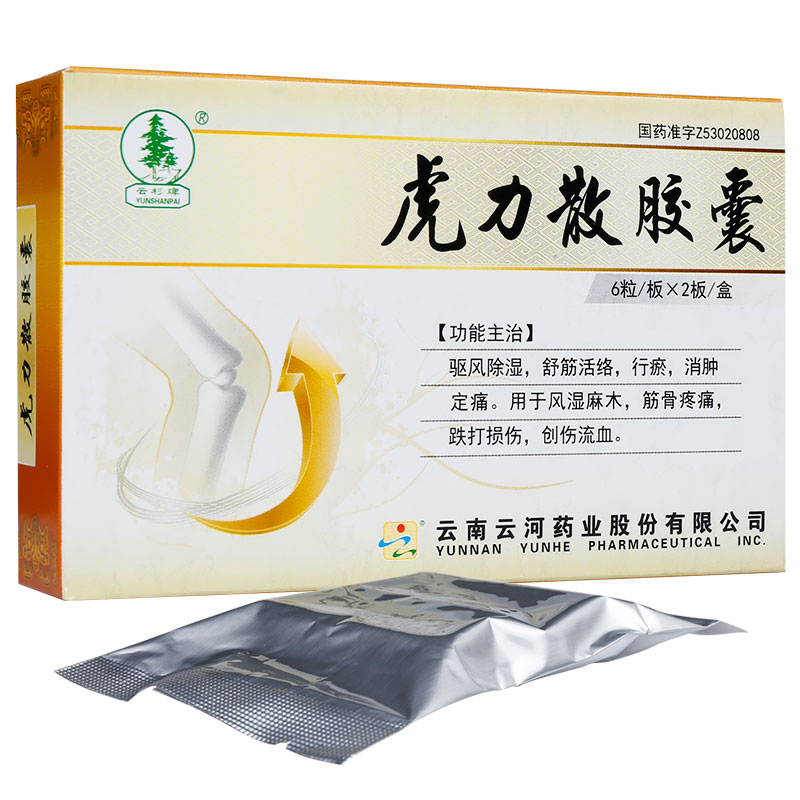 云杉牌
YUNSHANPAI
®
国药准字Z53020808
虎力散胶囊
6粒/板×2板/盒
【功能主治】
驱风除湿，舒筋活络，行瘀，消肿
定痛。用于风湿麻木，筋骨疼痛，
跌打损伤，创伤流血。
®
云南云河药业股份有限公司
YUNNAN YUNHE PHARMACEUTICAL INC.
虎力散胶囊